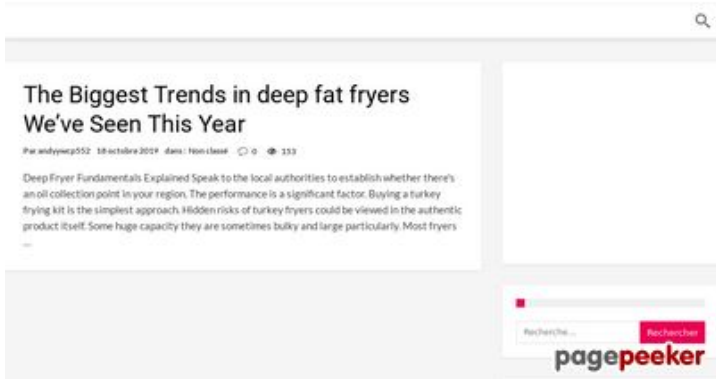 The Biggest Trends in deep fat fryers
We've Seen This Year
Par andyywcp552 18 octobre 2019 dans : Non classé 0 133
Deep Fryer Fundamentals Explained Speak to the local authorities to establish whether there's
an oil collection point in your region. The performance is a significant factor. Buying a turkey
frying kit is the simplest approach. Hidden risks of turkey fryers could be viewed in the authentic
product itself. Some huge capacity they are sometimes bulky and large particularly. Most fryers
...
Recherche... Rechercher
pagepeeker